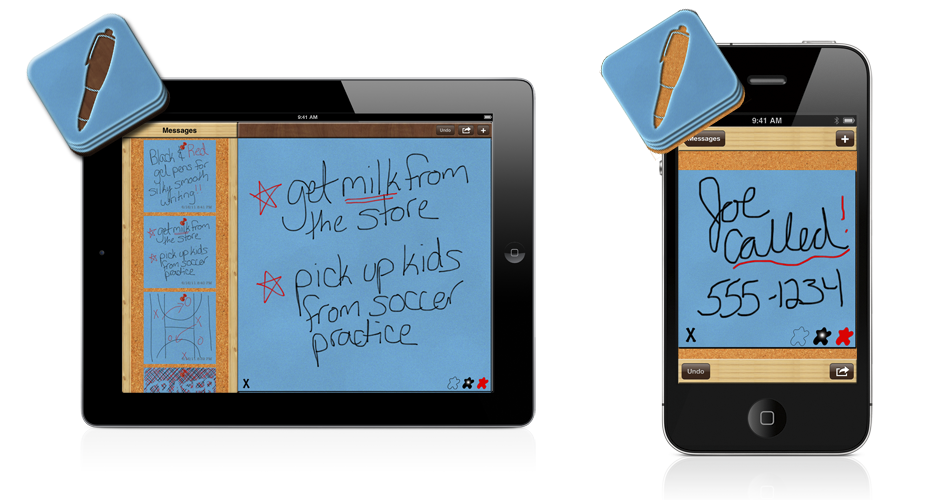 9:41 AM
Messages
Undo
Black & Red
gel pens for
silky smooth
writing!!
get milk from
the store
pick up kids
from soccer
practice
X
X
O
O
X
ERASER
get milk from
the store
pick up kids
from soccer
practice
X
9:41 AM
Messages
Joe
called!
555-1234
X
Undo